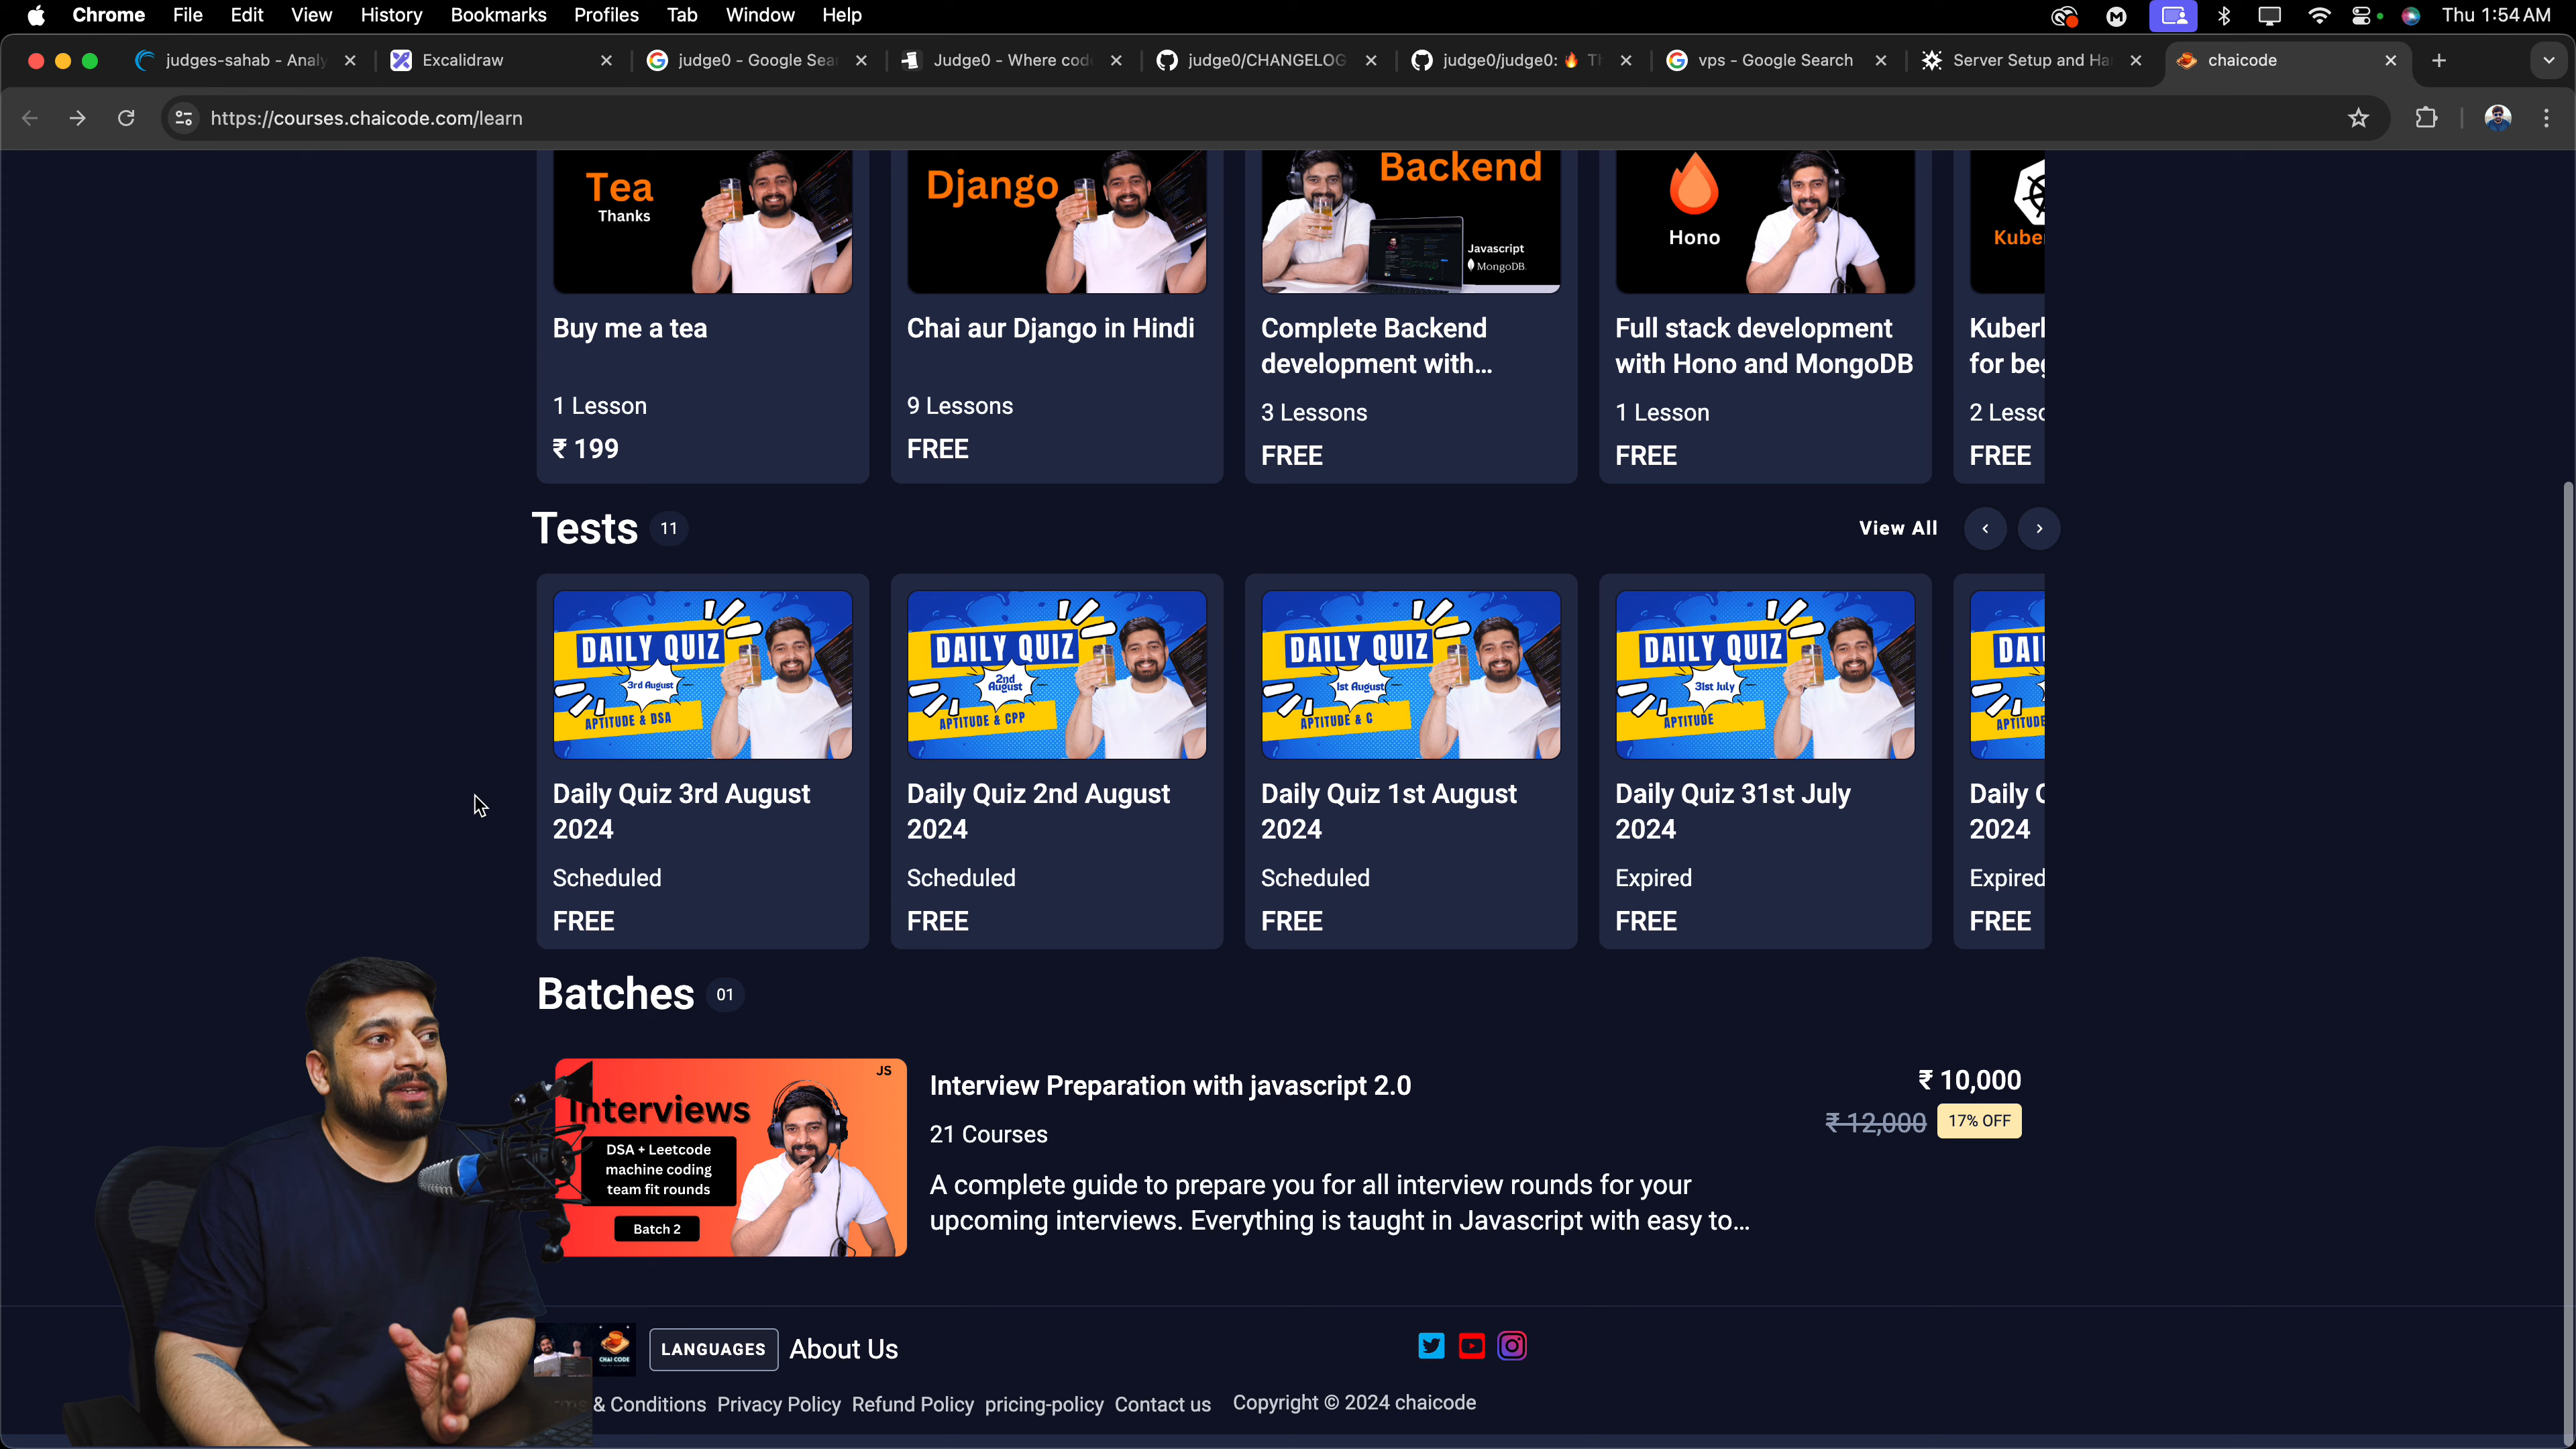 Chrome File Edit View History Bookmarks Profiles Tab Window Help Thu 1:54 AM
judges-sahab - Analy Excalidraw judge0 - Google Sear Judge0 - Where cod judge0/CHANGELOG judge0/judge0: 🔥 Th vps - Google Search Server Setup and Ha chaicode
https://courses.chaicode.com/learn
Tea
Thanks
Django
Backend
Javascript
MongoDB
Hono
Kube
Buy me a tea
1 Lesson
₹ 199
Chai aur Django in Hindi
9 Lessons
FREE
Complete Backend
development with...
3 Lessons
FREE
Full stack development
with Hono and MongoDB
1 Lesson
FREE
Kuber
for beg
2 Lesso
FREE
Tests 11
View All
DAILY QUIZ
3rd August
APTITUDE & DSA
DAILY QUIZ
2nd
August
APTITUDE & CPP
DAILY QUIZ
1st August
APTITUDE & C
DAILY QUIZ
31st July
APTITUDE
DAI
APTITUDE
Daily Quiz 3rd August
2024
Scheduled
FREE
Daily Quiz 2nd August
2024
Scheduled
FREE
Daily Quiz 1st August
2024
Scheduled
FREE
Daily Quiz 31st July
2024
Expired
FREE
Daily Q
2024
Expired
FREE
Batches 01
JS
Interviews
DSA + Leetcode
machine coding
team fit rounds
Batch 2
Interview Preparation with javascript 2.0
21 Courses
A complete guide to prepare you for all interview rounds for your
upcoming interviews. Everything is taught in Javascript with easy to...
₹ 10,000
₹ 12,000 17% OFF
CHAI CODE
LANGUAGES About Us
& Conditions Privacy Policy Refund Policy pricing-policy Contact us Copyright © 2024 chaicode